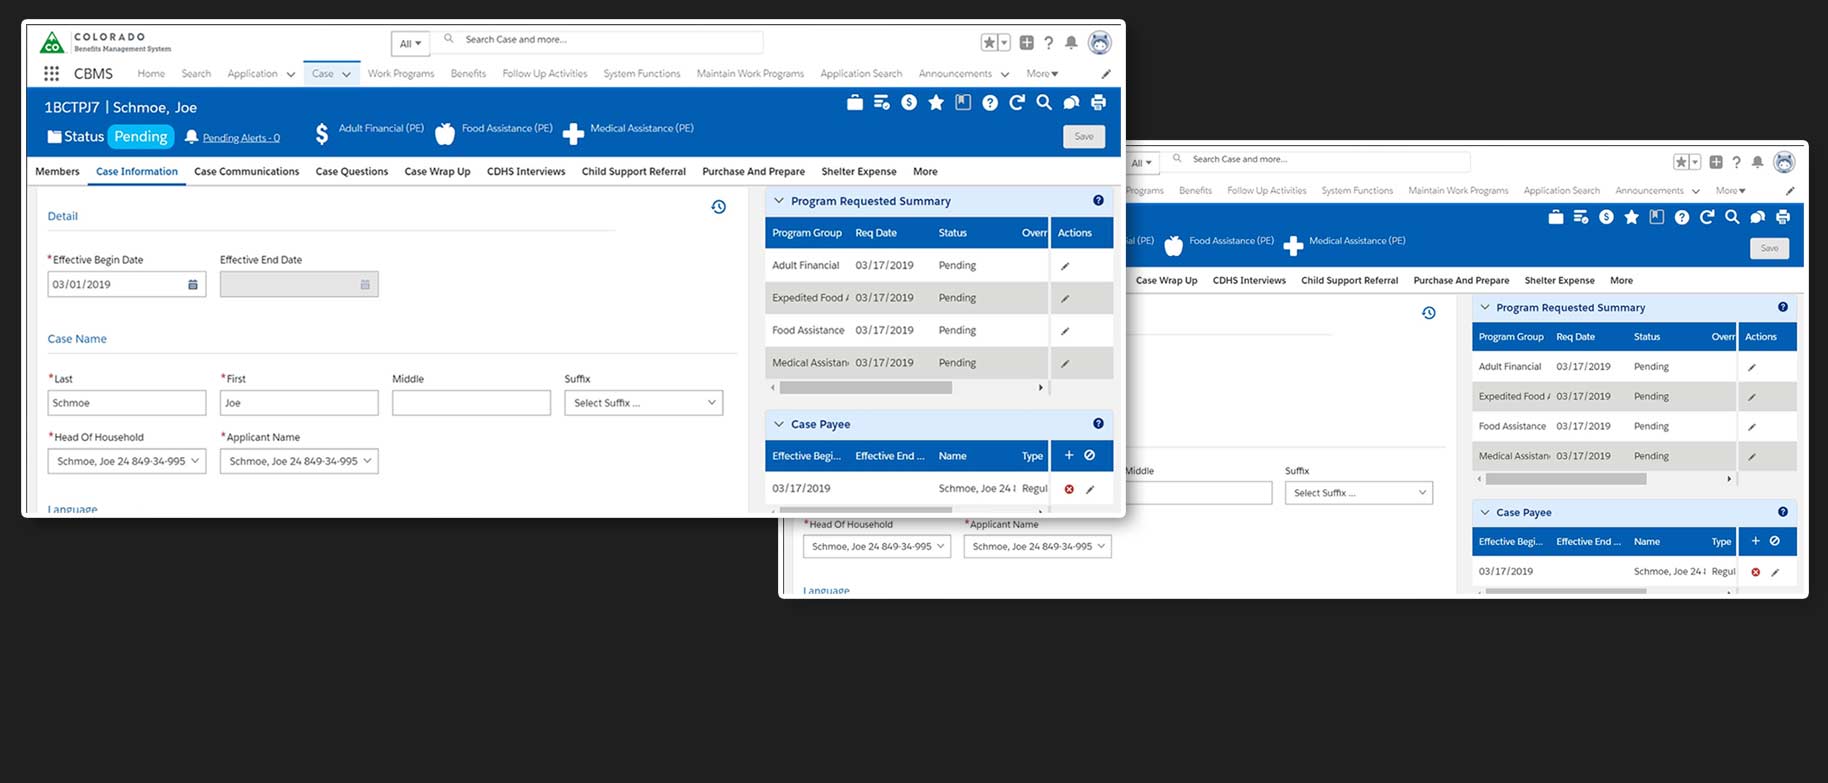 COLORADO
Benefits Management System
All
Search Case and more...
CBMS
Home Search Application Case Work Programs Benefits Follow Up Activities System Functions Maintain Work Programs Application Search Announcements More
1BCTPJ7 | Schmoe, Joe
Status Pending Pending Alerts - 0
Adult Financial (PE) Food Assistance (PE) Medical Assistance (PE)
Save
Members Case Information Case Communications Case Questions Case Wrap Up CDHS Interviews Child Support Referral Purchase And Prepare Shelter Expense More
Detail
*Effective Begin Date Effective End Date
03/01/2019
Case Name
*Last *First Middle Suffix
Schmoe Joe Select Suffix ...
*Head Of Household *Applicant Name
Schmoe, Joe 24 849-34-995 Schmoe, Joe 24 849-34-995
Language
Program Requested Summary
Program Group Req Date Status Overr Actions
Adult Financial 03/17/2019 Pending
Expedited Food 03/17/2019 Pending
Food Assistance 03/17/2019 Pending
Medical Assistan 03/17/2019 Pending
Case Payee
Effective Begi... Effective End ... Name Type
03/17/2019 Schmoe, Joe 24 Regul
All
Search Case and more...
Programs Benefits Follow Up Activities System Functions Maintain Work Programs Application Search Announcements More
ial (PE) Food Assistance (PE) Medical Assistance (PE)
Save
Case Wrap Up CDHS Interviews Child Support Referral Purchase And Prepare Shelter Expense More
Middle Suffix
Select Suffix ...
*Head Of Household *Applicant Name
Schmoe, Joe 24 849-34-995 Schmoe, Joe 24 849-34-995
Language
Program Requested Summary
Program Group Req Date Status Overr Actions
Adult Financial 03/17/2019 Pending
Expedited Food 03/17/2019 Pending
Food Assistance 03/17/2019 Pending
Medical Assistan 03/17/2019 Pending
Case Payee
Effective Begi... Effective End ... Name Type
03/17/2019 Schmoe, Joe 24 Regul